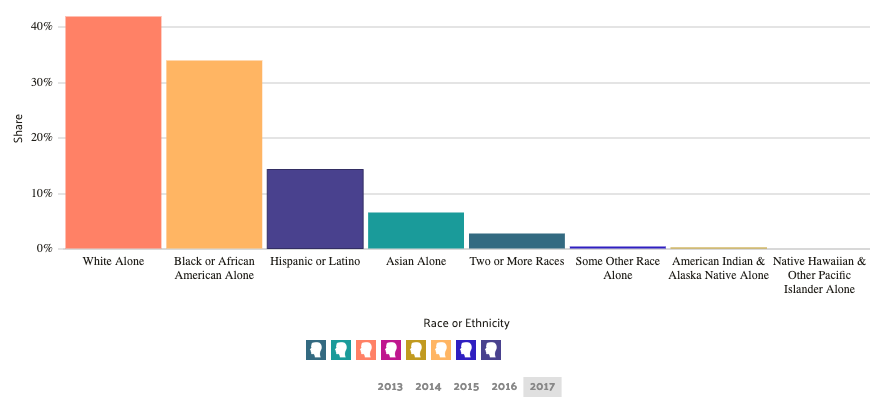 40%
30%
20%
10%
0%
Share
White Alone
Black or African
American Alone
Hispanic or Latino
Asian Alone
Two or More Races
Some Other Race
Alone
American Indian &
Alaska Native Alone
Native Hawaiian &
Other Pacific
Islander Alone
Race or Ethnicity
2013 2014 2015 2016 2017